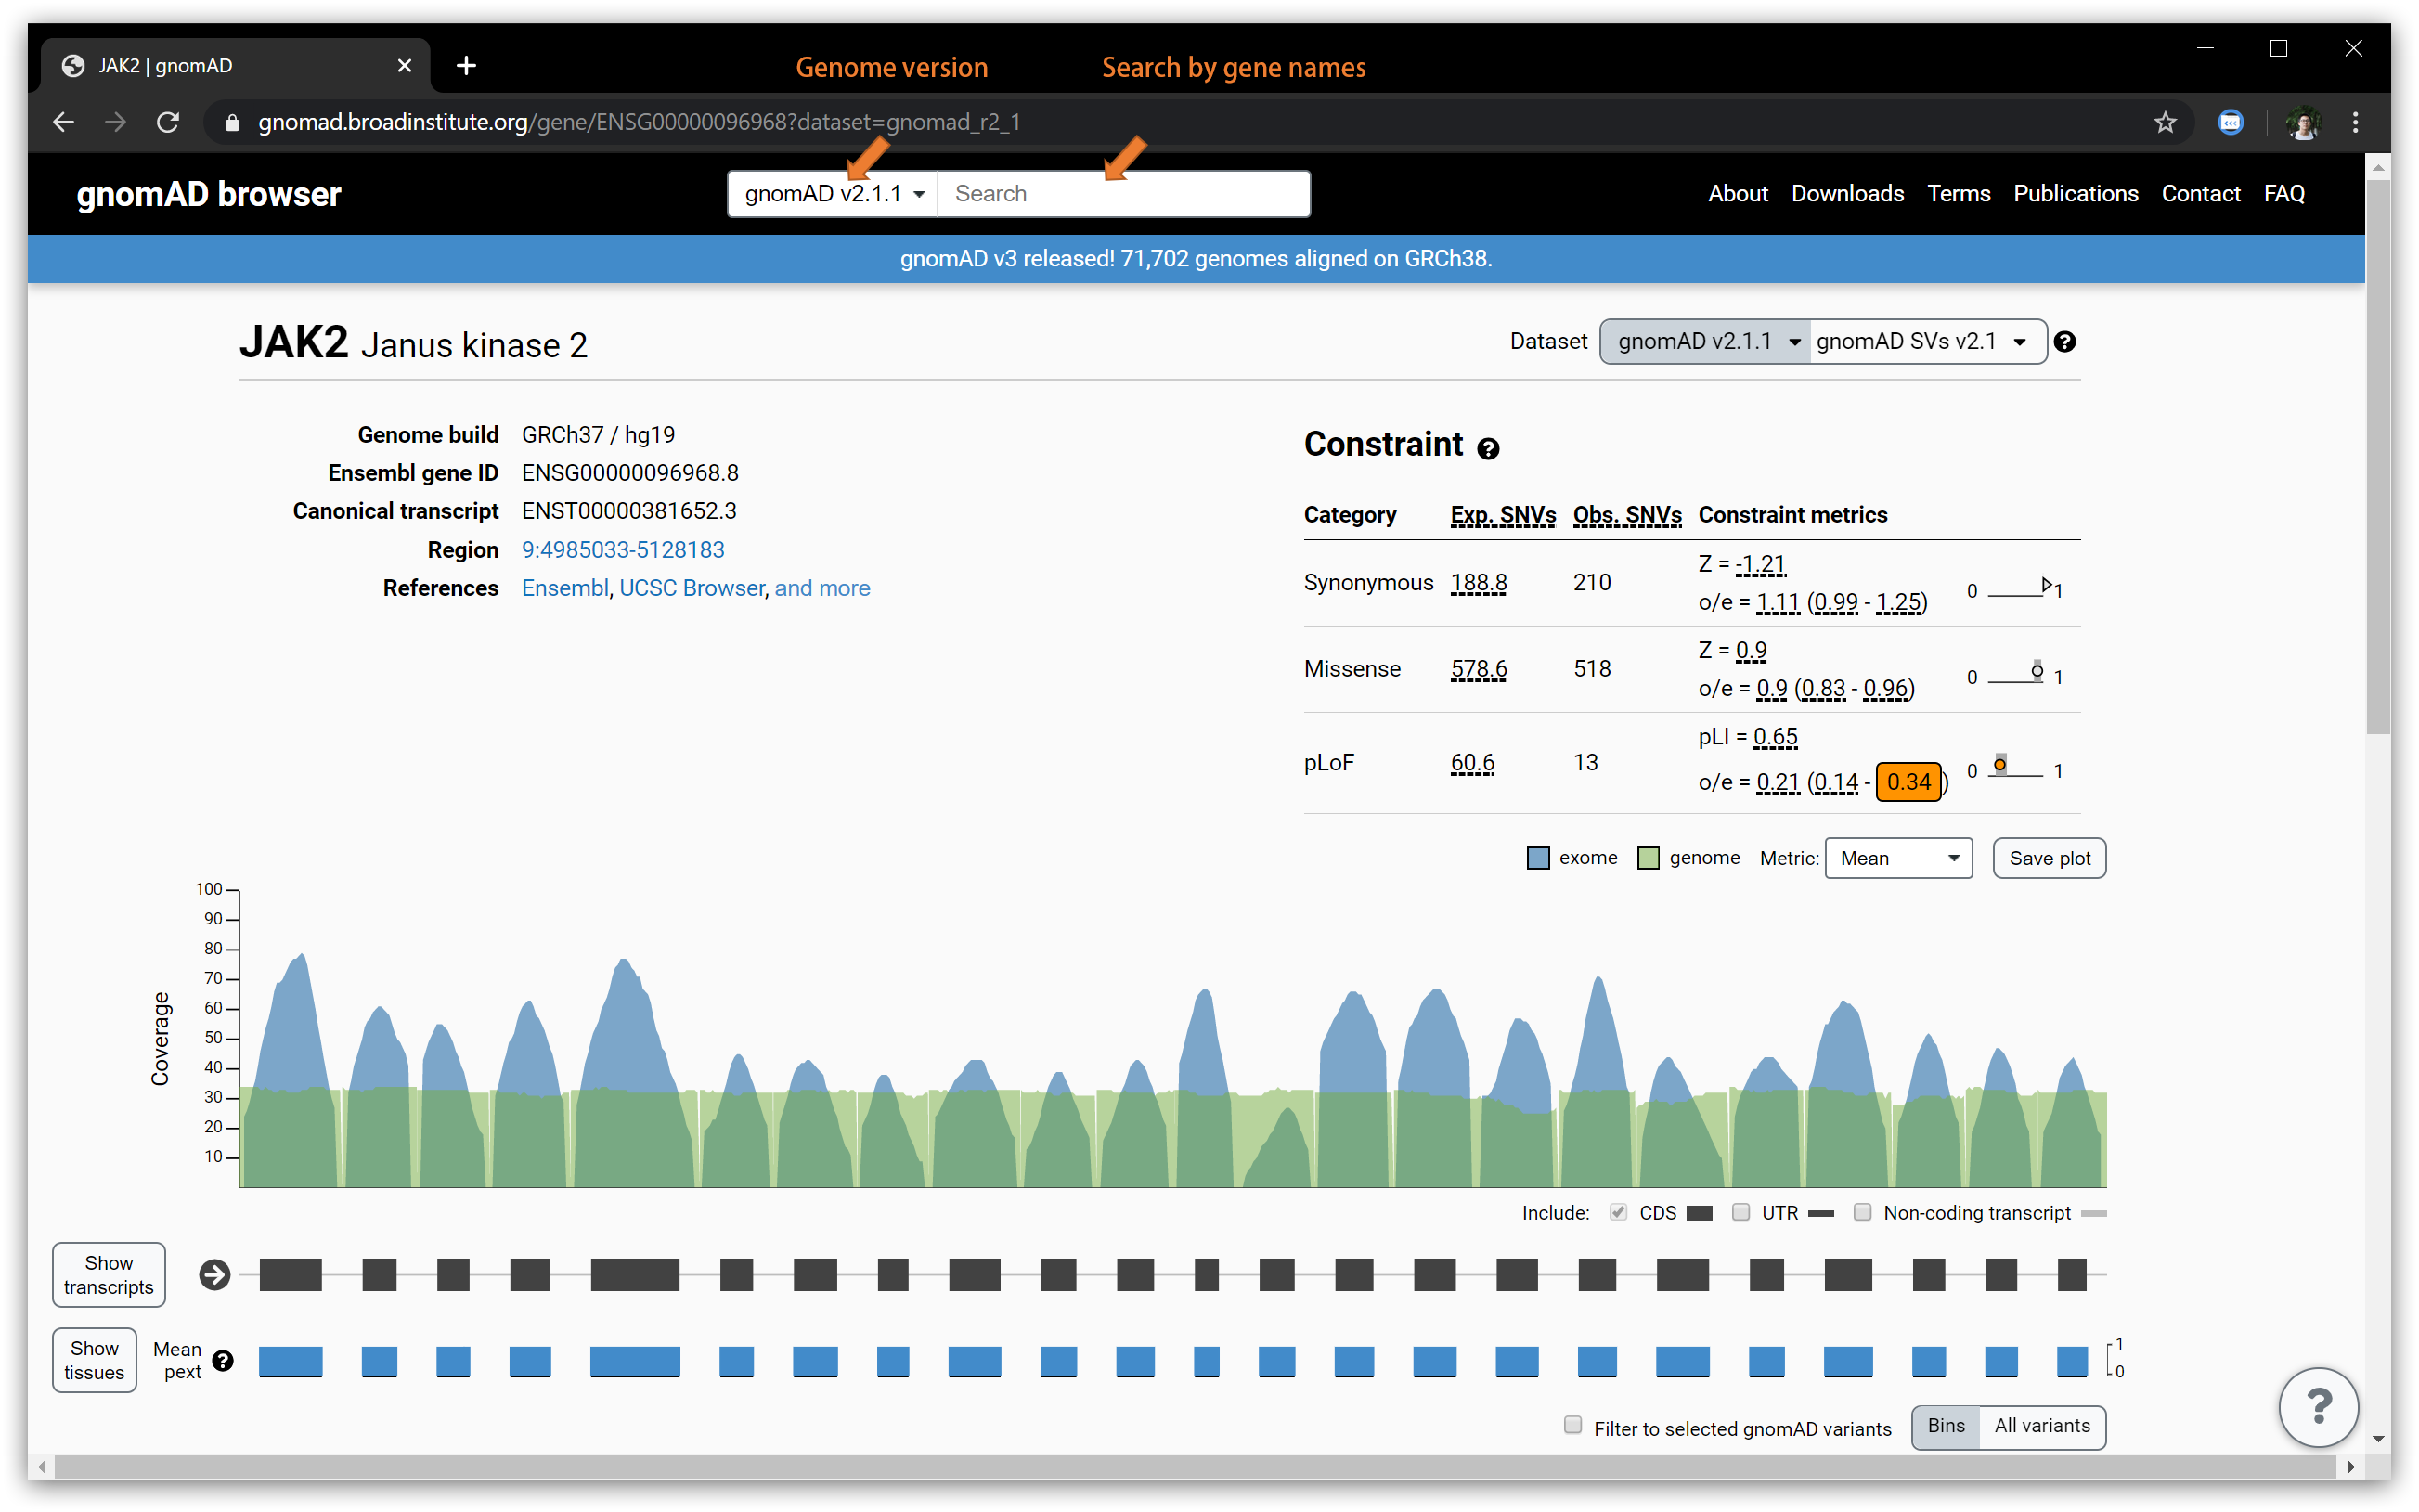 JAK2 | gnomAD
Genome version
Search by gene names
gnomad.broadinstitute.org/gene/ENSG00000096968?dataset=gnomad_r2_1
gnomAD browser
gnomAD v2.1.1
Search
About Downloads Terms Publications Contact FAQ
gnomAD v3 released! 71,702 genomes aligned on GRCh38.
JAK2 Janus kinase 2
Dataset gnomAD v2.1.1 gnomAD SVs v2.1 ?
Genome build GRCh37 / hg19
Ensembl gene ID ENSG00000096968.8
Canonical transcript ENST00000381652.3
Region 9:4985033-5128183
References Ensembl, UCSC Browser, and more
Constraint ?
Category Exp. SNVs Obs. SNVs Constraint metrics
Synonymous 188.8 210 Z = -1.21
o/e = 1.11 (0.99 - 1.25) 0 1
Missense 578.6 518 Z = 0.9
o/e = 0.9 (0.83 - 0.96) 0 1
pLoF 60.6 13 pLI = 0.65
o/e = 0.21 (0.14 - 0.34) 0 1
exome genome Metric: Mean Save plot
Coverage
100
90
80
70
60
50
40
30
20
10
Include: CDS UTR Non-coding transcript
Show
transcripts
Show
tissues
Mean
pext ?
1
0
Filter to selected gnomAD variants Bins All variants
?